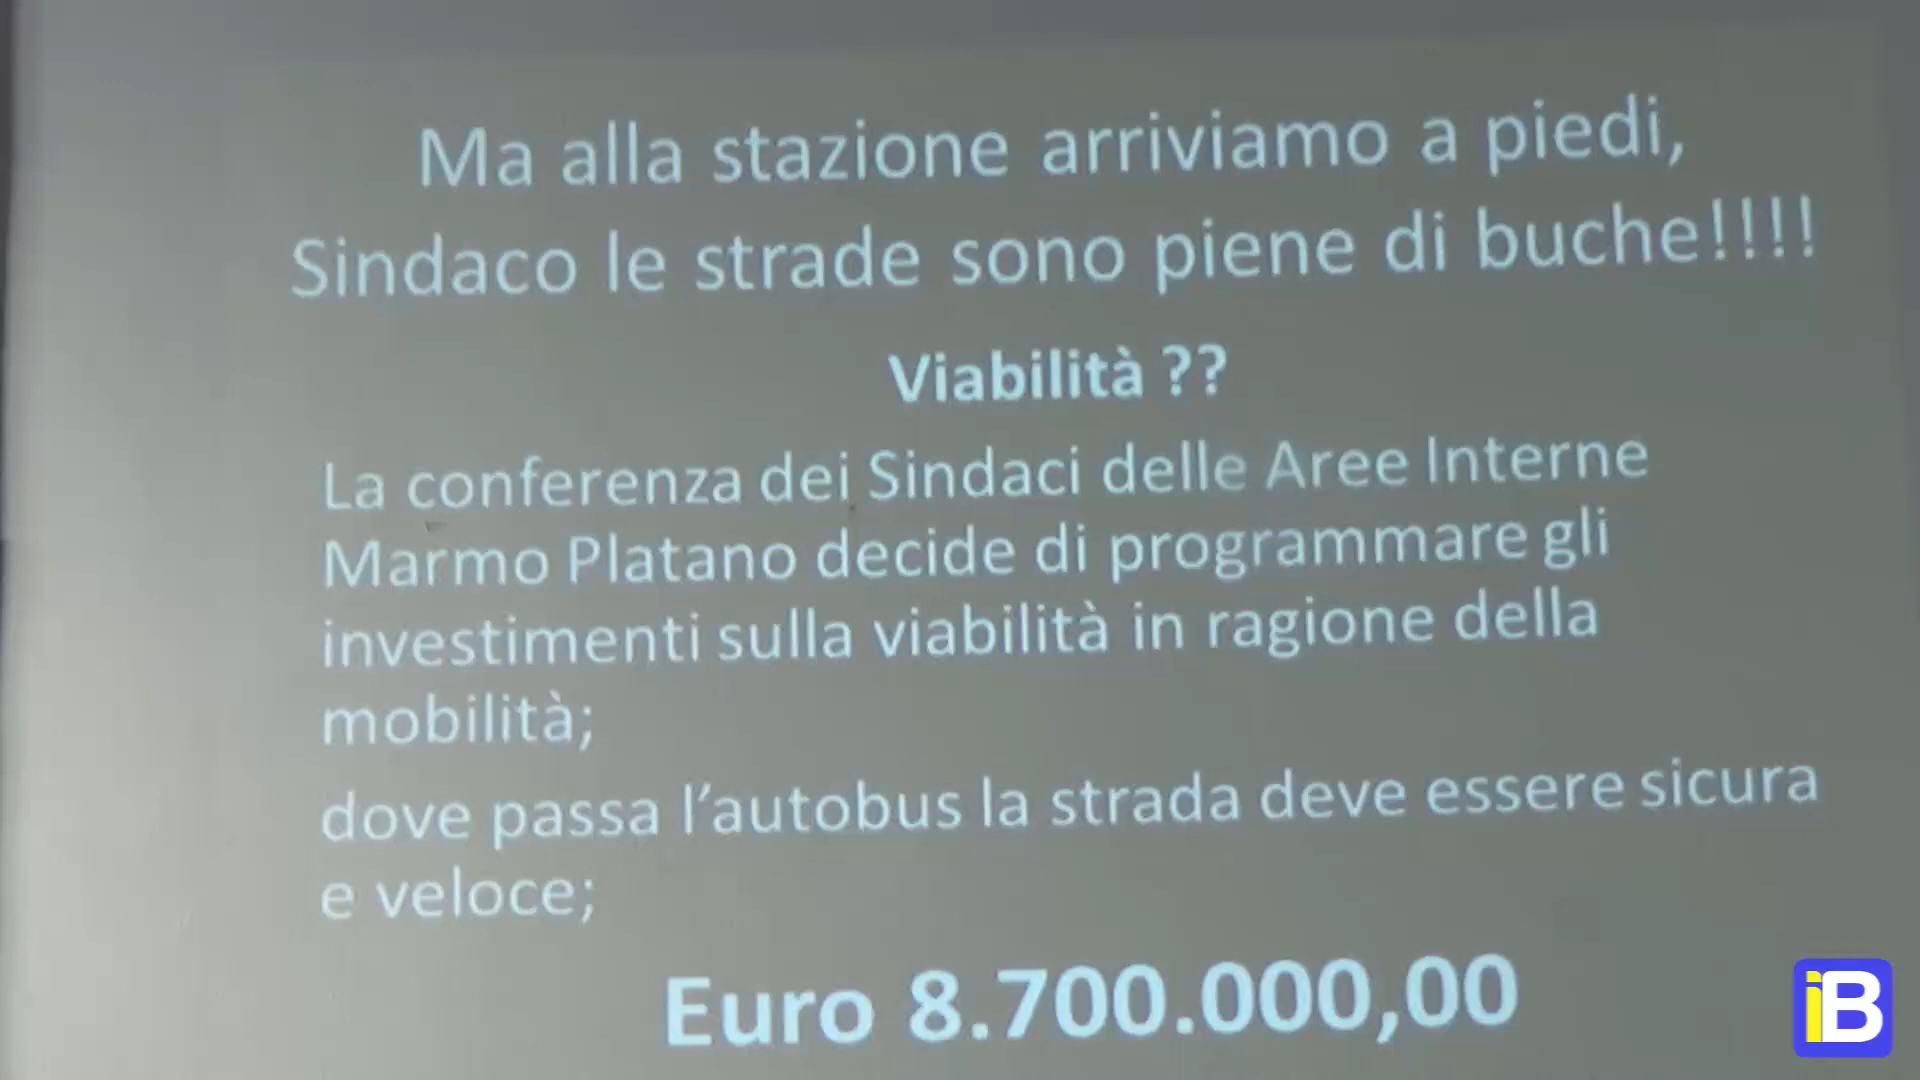 Ma alla stazione arriviamo a piedi,
Sindaco le strade sono piene di buche!!!!
Viabilità ??
La conferenza dei Sindaci delle Aree Interne
Marmo Platano decide di programmare gli
investimenti sulla viabilità in ragione della
mobilità;
dove passa l'autobus la strada deve essere sicura
e veloce;
Euro 8.700.000,00
iB